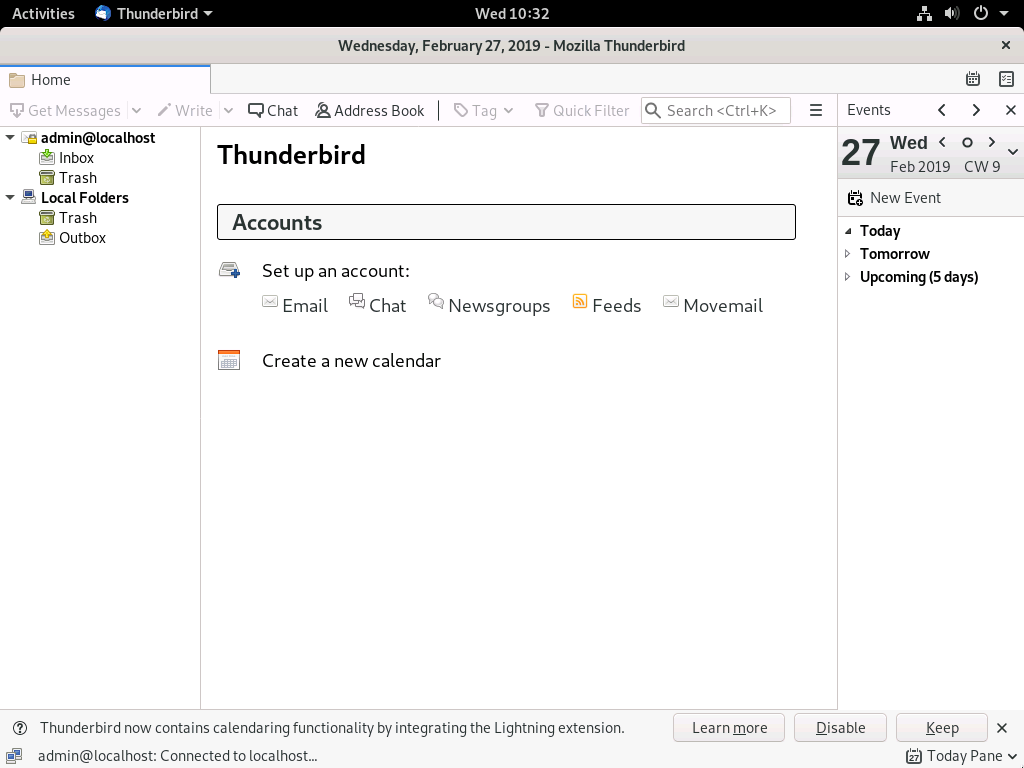 Activities Thunderbird Wed 10:32
Wednesday, February 27, 2019 - Mozilla Thunderbird
Home
Get Messages Write Chat Address Book Tag Quick Filter Search <Ctrl+K> Events
admin@localhost
Inbox
Trash
Local Folders
Trash
Outbox
Thunderbird
Accounts
Set up an account:
Email Chat Newsgroups Feeds Movemail
Create a new calendar
27 Wed
Feb 2019 CW 9
New Event
Today
Tomorrow
Upcoming (5 days)
Thunderbird now contains calendaring functionality by integrating the Lightning extension. Learn more Disable Keep
admin@localhost: Connected to localhost... 27 Today Pane